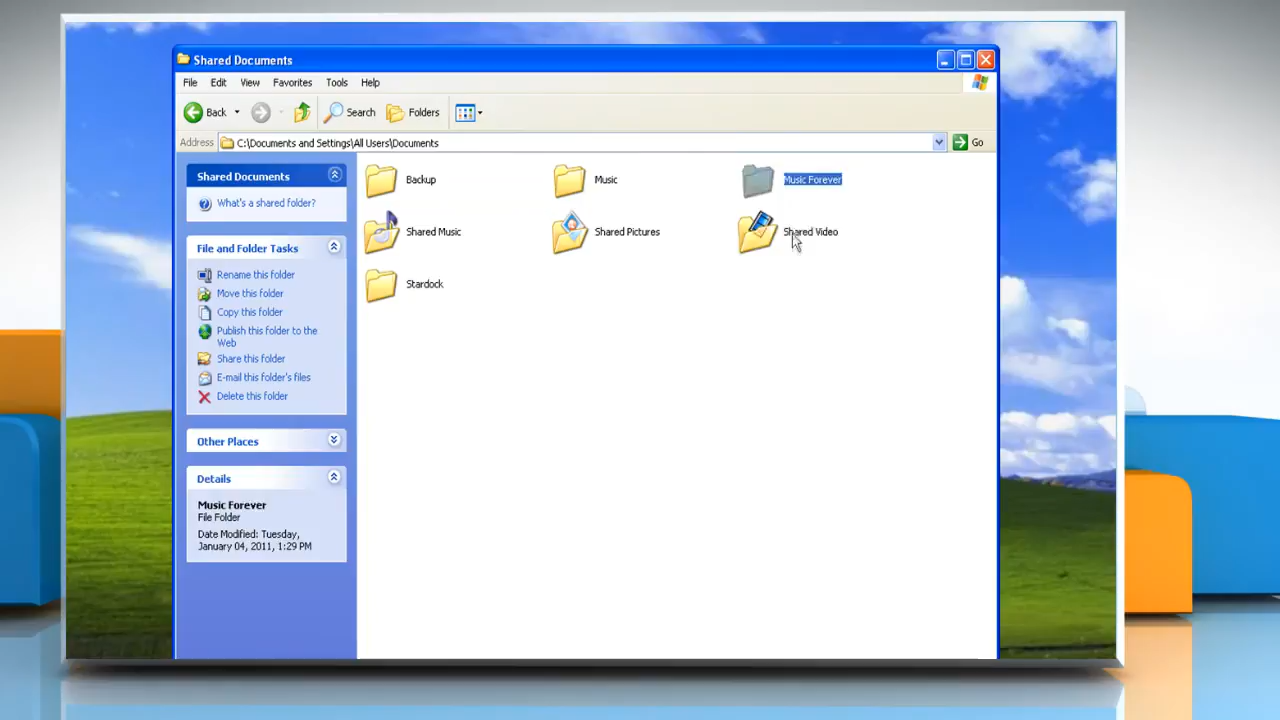 Shared Documents
File Edit View Favorites Tools Help
Back Search Folders
Address C:\Documents and Settings\All Users\Documents Go
Shared Documents
What's a shared folder?
File and Folder Tasks
Rename this folder
Move this folder
Copy this folder
Publish this folder to the
Web
Share this folder
E-mail this folder's files
Delete this folder
Other Places
Details
Music Forever
File Folder
Date Modified: Tuesday,
January 04, 2011, 1:29 PM
Backup Music Music Forever
Shared Music Shared Pictures Shared Video
Stardock